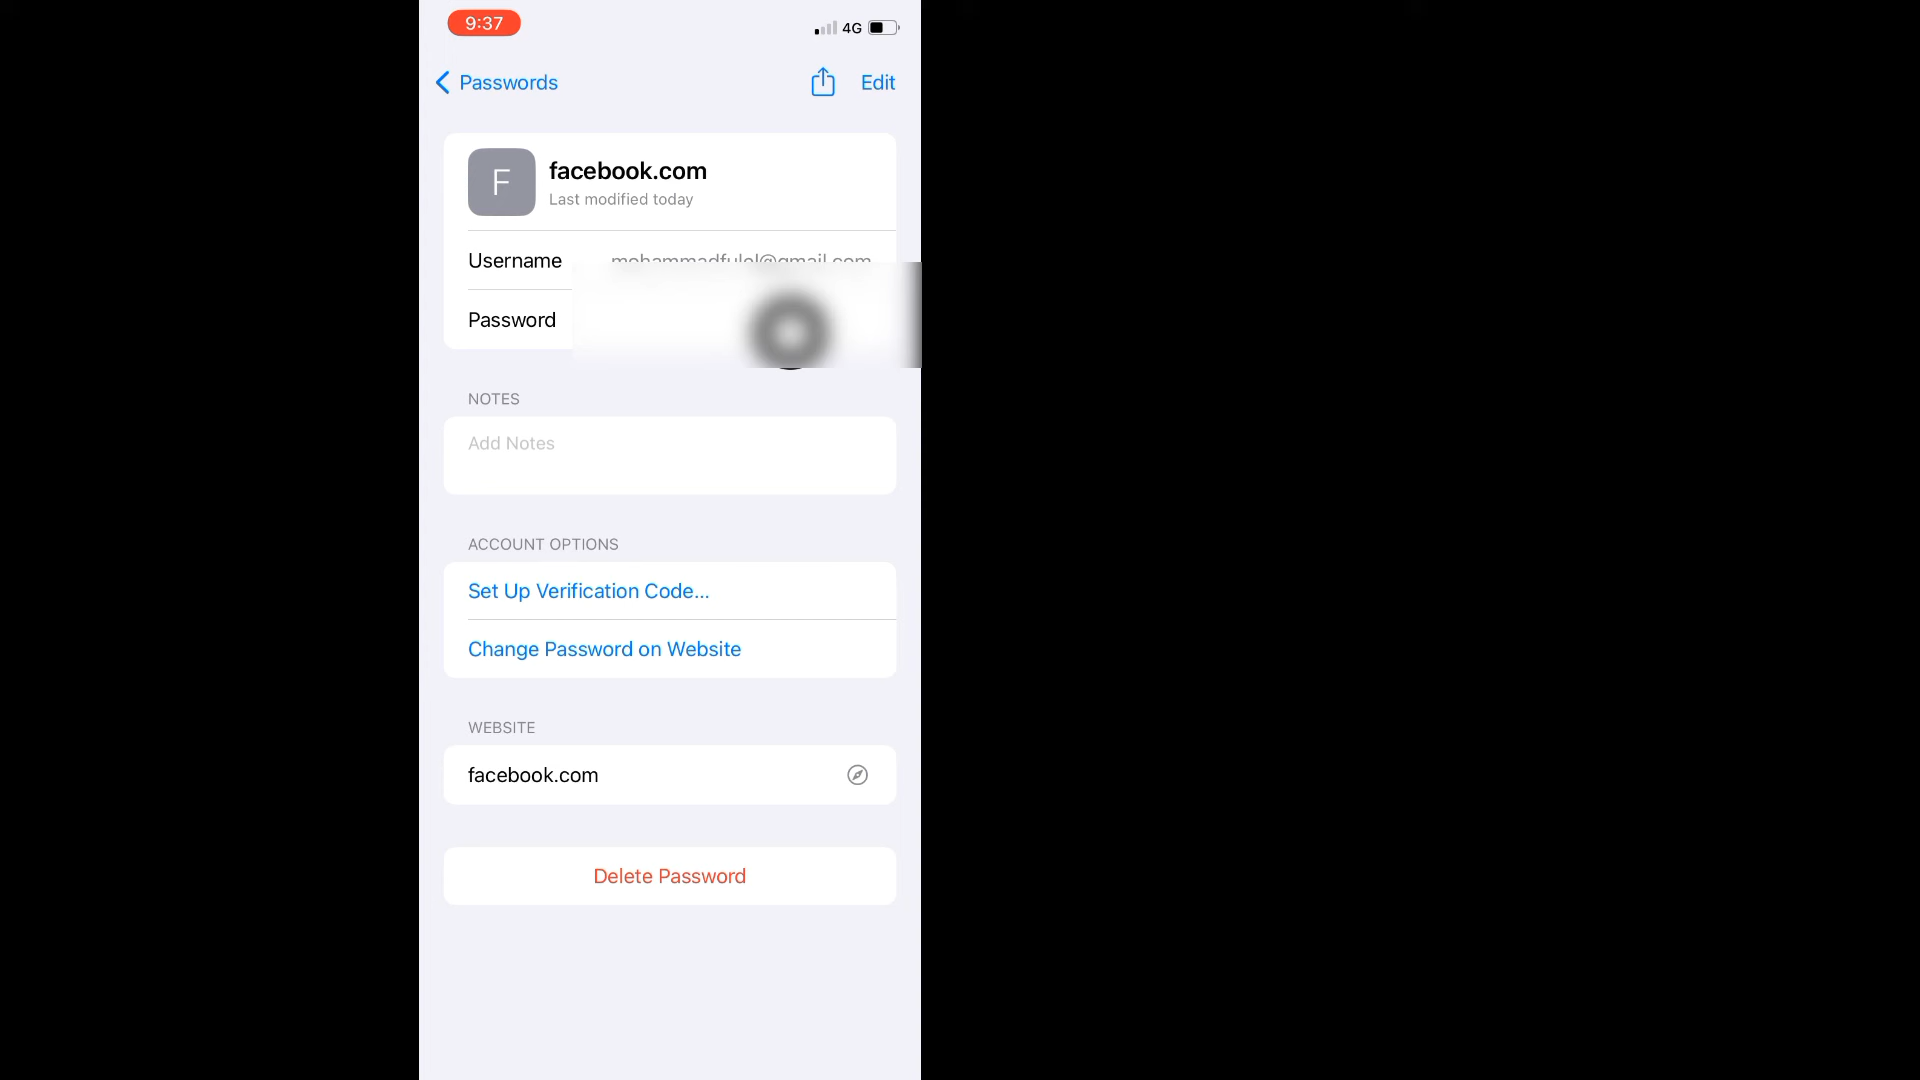 9:37
4G
Passwords
Edit
F
facebook.com
Last modified today
Username
Password
NOTES
Add Notes
ACCOUNT OPTIONS
Set Up Verification Code...
Change Password on Website
WEBSITE
facebook.com
Delete Password